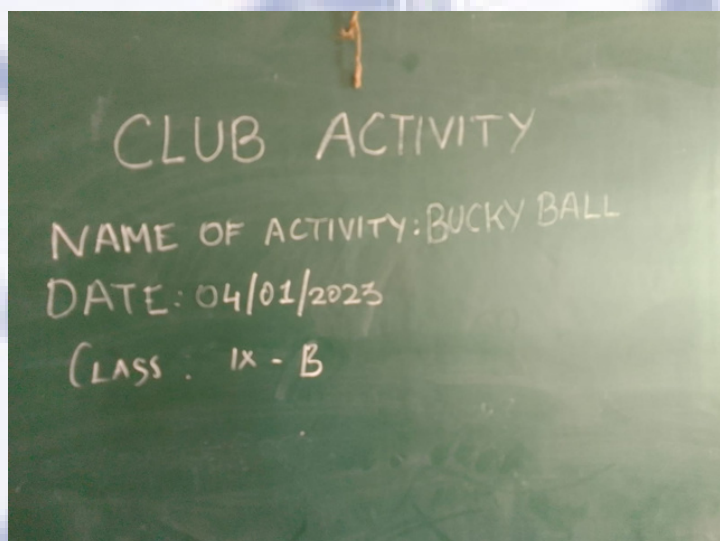 CLUB ACTIVITY
NAME OF ACTIVITY: BUCKY BALL
DATE: 04/01/2023
CLASS : IX - B